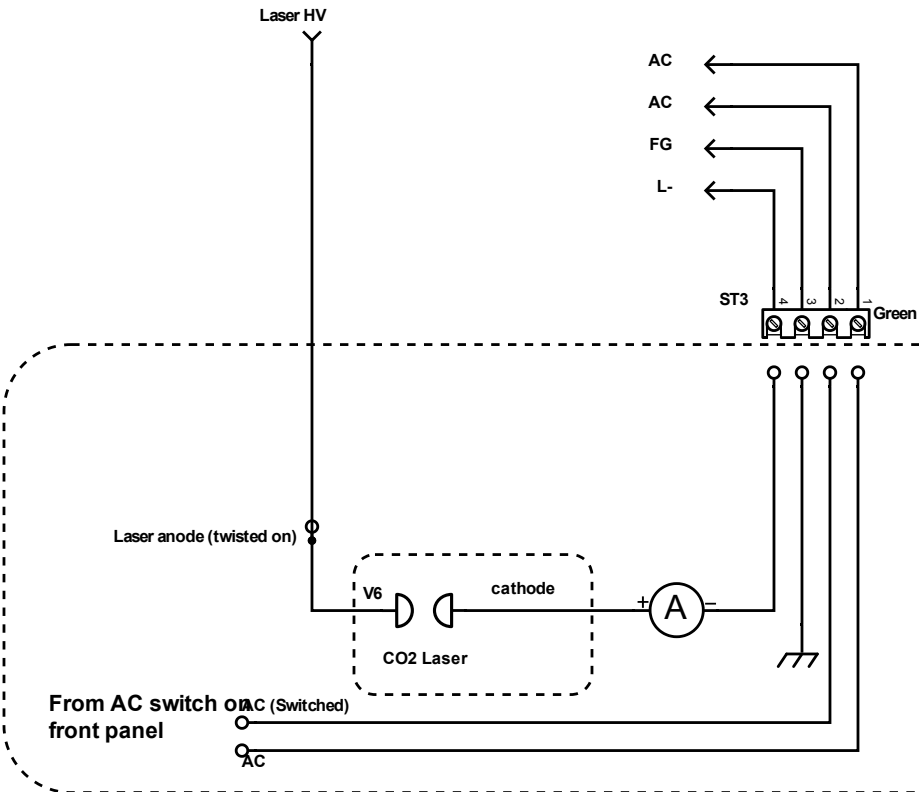 Laser HV
AC
AC
FG
L-
ST3
4
3
2
1
Green
Laser anode (twisted on)
V6
cathode
+
A
–
CO2 Laser
From AC switch on
front panel
AC (Switched)
AC